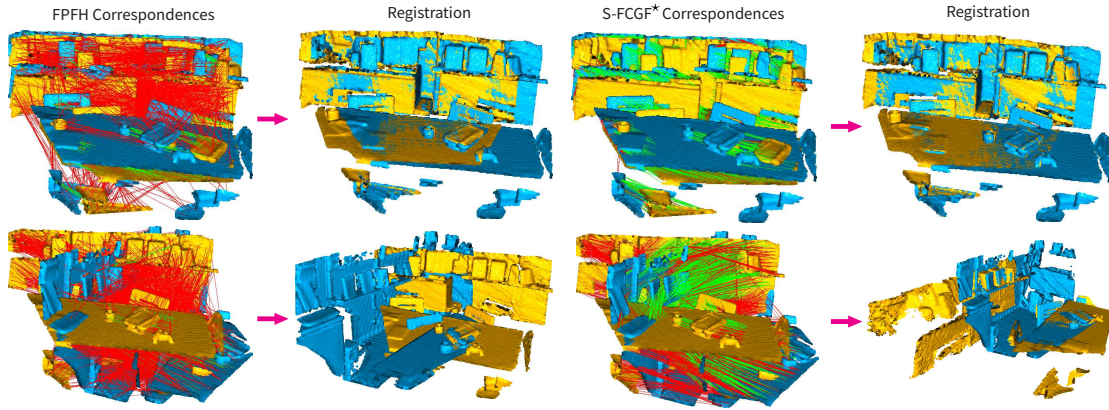 FPFH Correspondences
Registration
S-FCGF★ Correspondences
Registration